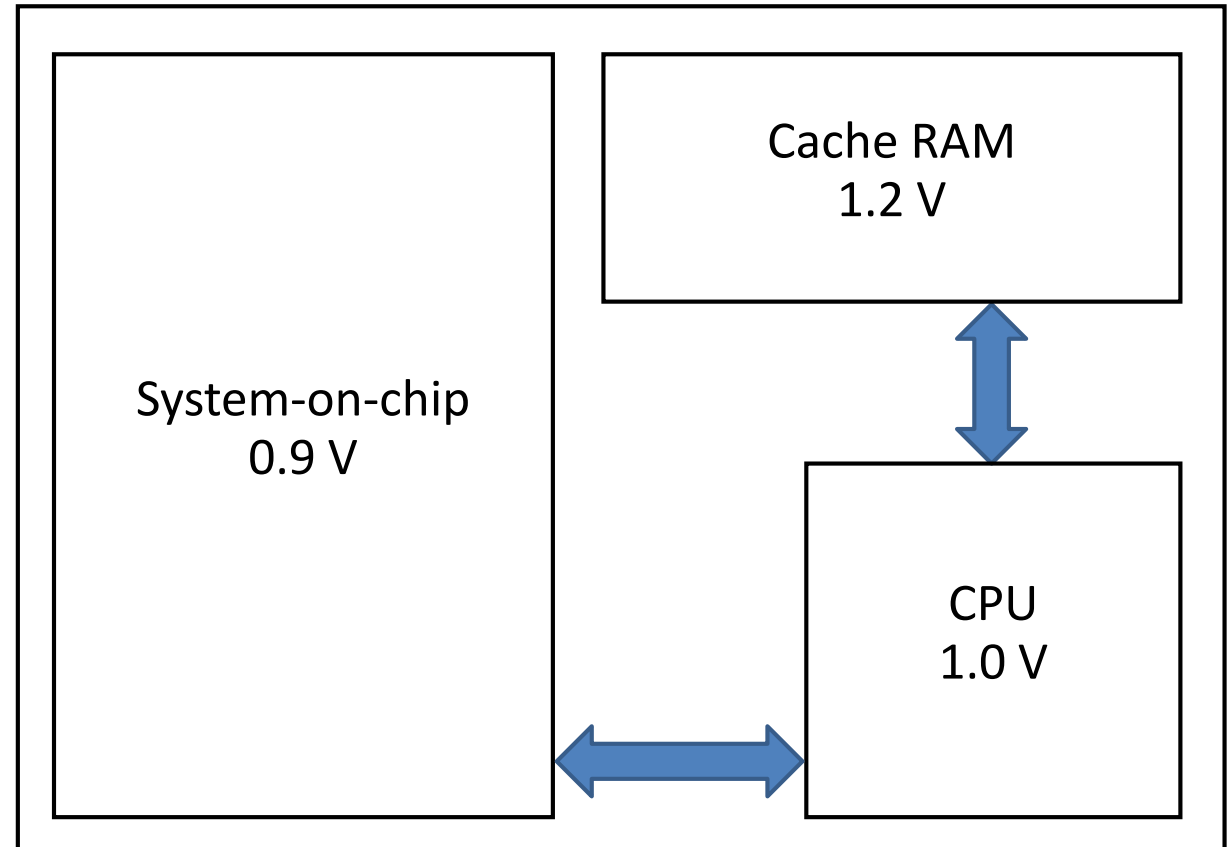 Cache RAM
1.2 V
System-on-chip
0.9 V
CPU
1.0 V